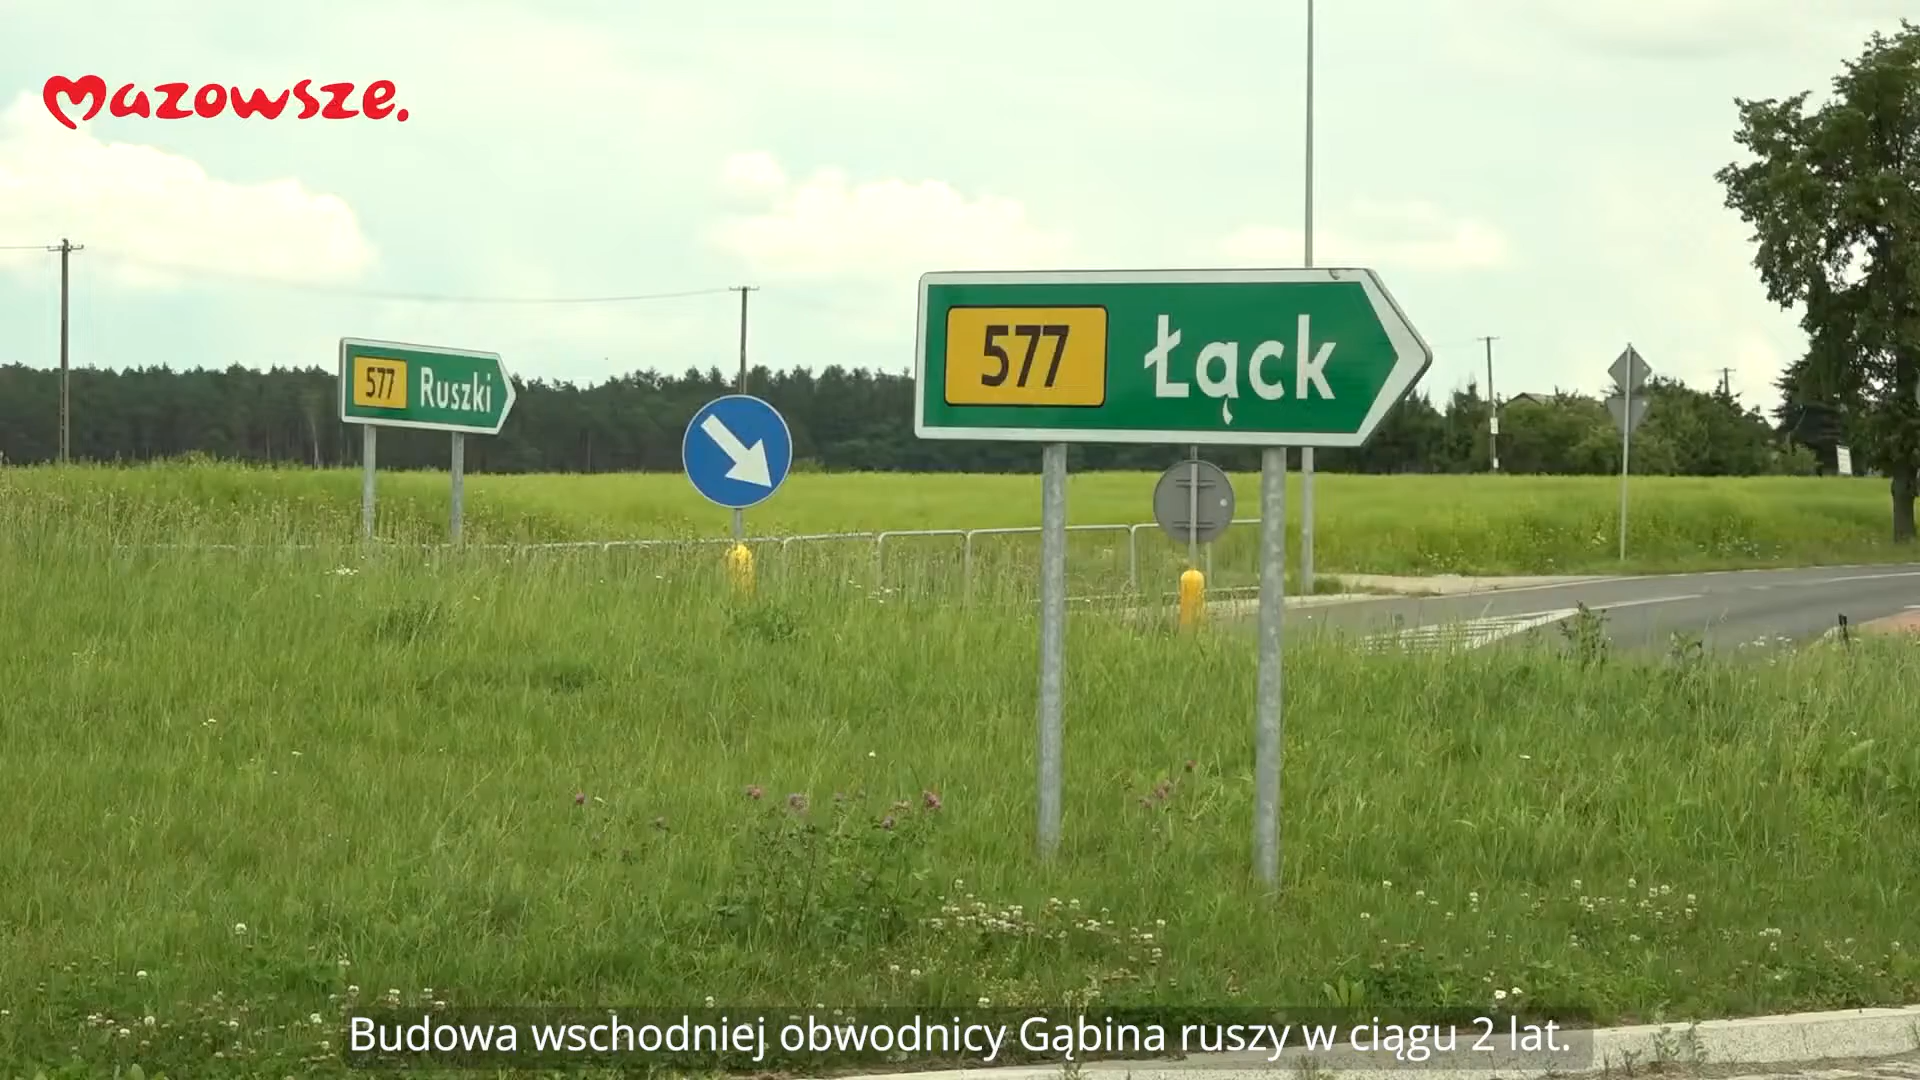 Mazowsze.
577 Ruszki
577 Łąck
Budowa wschodniej obwodnicy Gąbina ruszy w ciągu 2 lat.